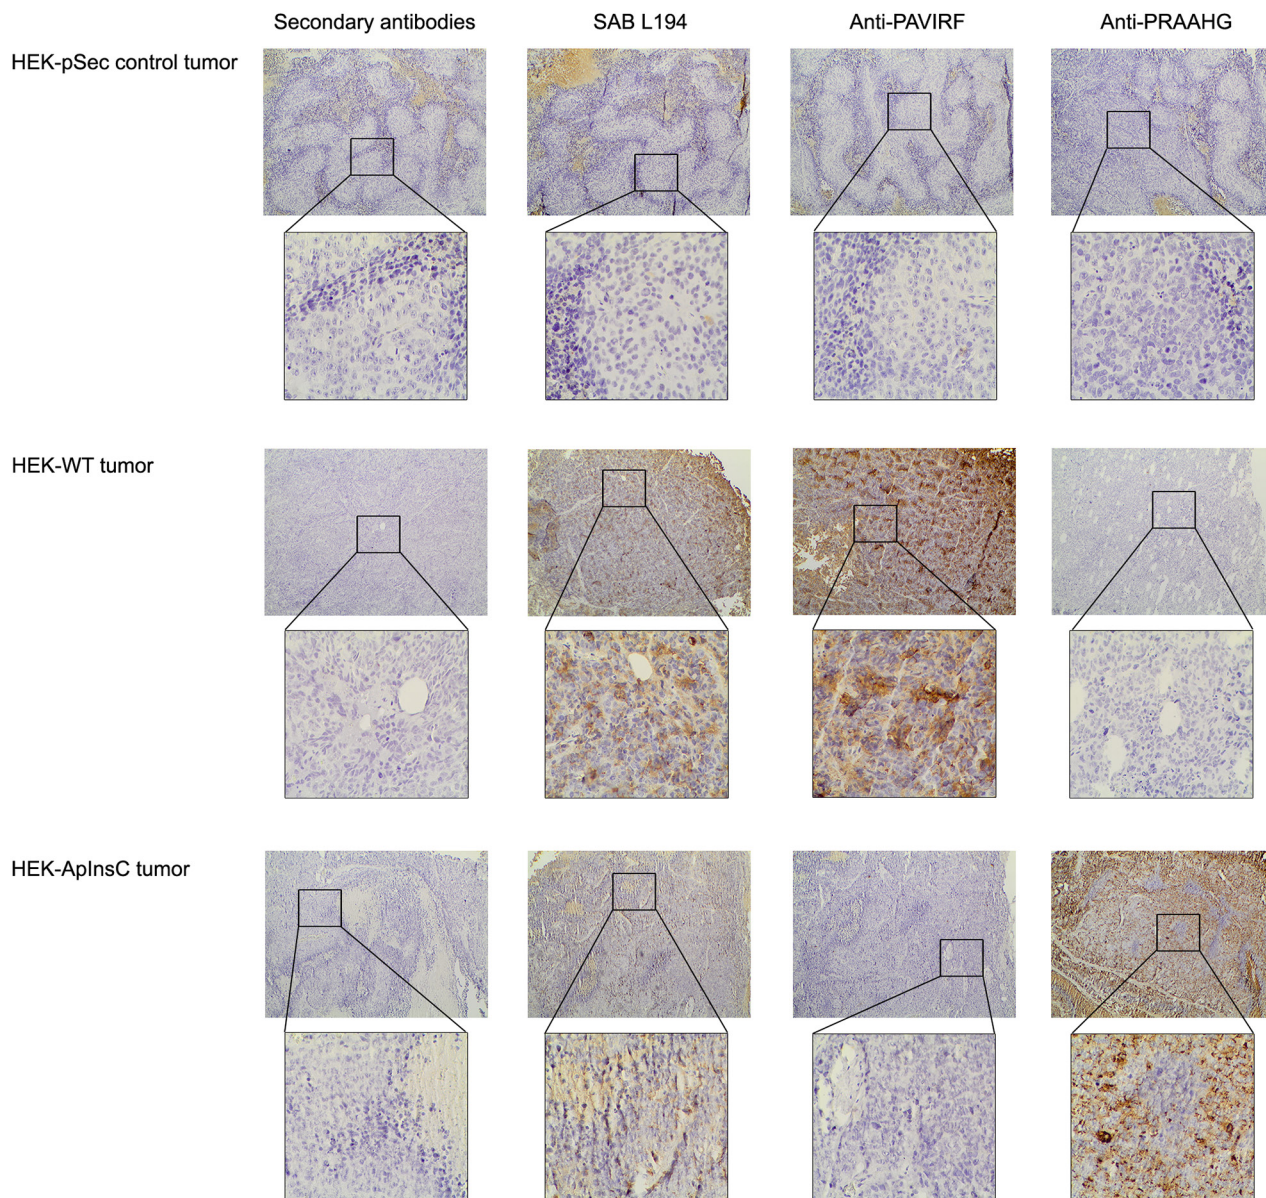 Secondary antibodies SAB L194 Anti-PAVIRF Anti-PRAAHG
HEK-pSec control tumor
HEK-WT tumor
HEK-ApInsC tumor